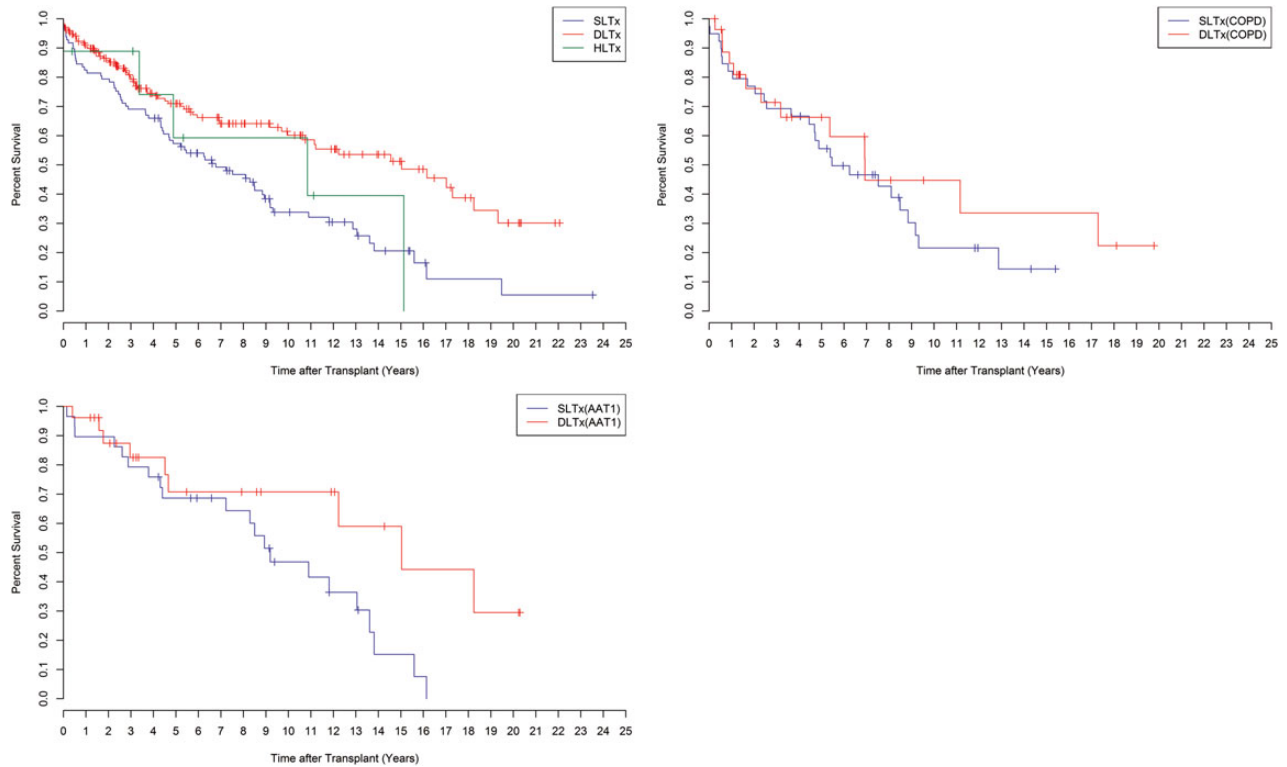 SLTx
DLTx
HLTx
Percent Survival
1.0
0.9
0.8
0.7
0.6
0.5
0.4
0.3
0.2
0.1
0.0
0 1 2 3 4 5 6 7 8 9 10 11 12 13 14 15 16 17 18 19 20 21 22 23 24 25
Time after Transplant (Years)
SLTx(COPD)
DLTx(COPD)
Percent Survival
1.0
0.9
0.8
0.7
0.6
0.5
0.4
0.3
0.2
0.1
0.0
0 1 2 3 4 5 6 7 8 9 10 11 12 13 14 15 16 17 18 19 20 21 22 23 24 25
Time after Transplant (Years)
SLTx(AAT1)
DLTx(AAT1)
Percent Survival
1.0
0.9
0.8
0.7
0.6
0.5
0.4
0.3
0.2
0.1
0.0
0 1 2 3 4 5 6 7 8 9 10 11 12 13 14 15 16 17 18 19 20 21 22 23 24 25
Time after Transplant (Years)